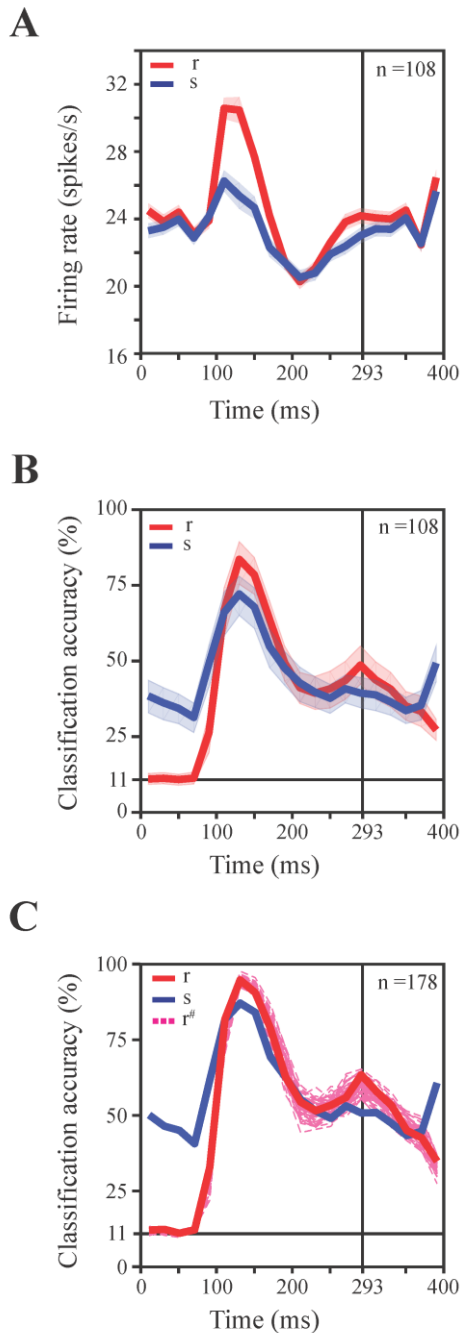 A
r
s
n =108
Firing rate (spikes/s)
32
28
24
20
16
0
100
200
293
400
Time (ms)
B
r
s
n =108
Classification accuracy (%)
100
75
50
25
11
0
0
100
200
293
400
Time (ms)
C
r
s
r#
n =178
Classification accuracy (%)
100
75
50
25
11
0
0
100
200
293
400
Time (ms)